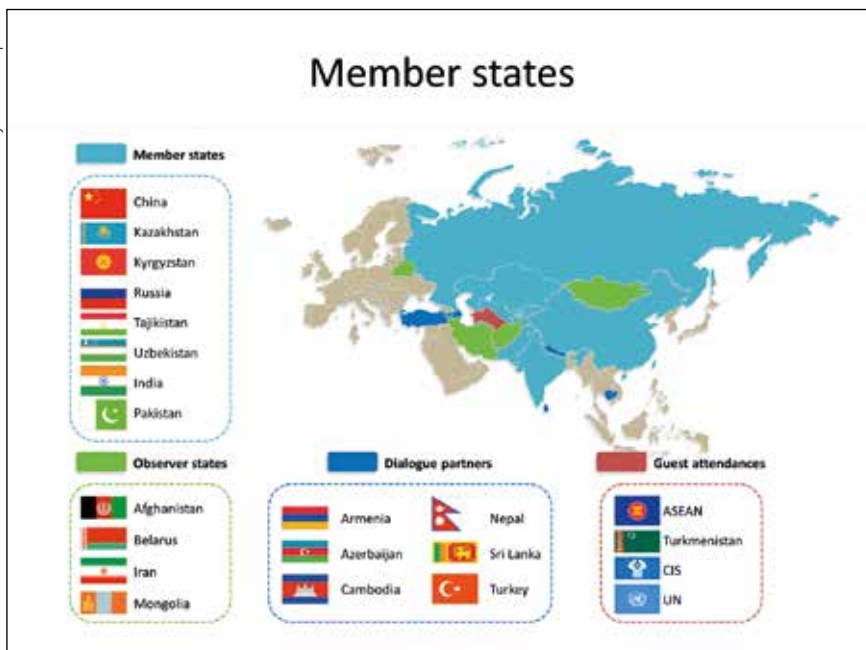 Member states
Member states
China
Kazakhstan
Kyrgyzstan
Russia
Tajikistan
Uzbekistan
India
Pakistan
Observer states
Afghanistan
Belarus
Iran
Mongolia
Dialogue partners
Armenia
Azerbaijan
Cambodia
Nepal
Sri Lanka
Turkey
Guest attendances
ASEAN
Turkmenistan
CIS
UN